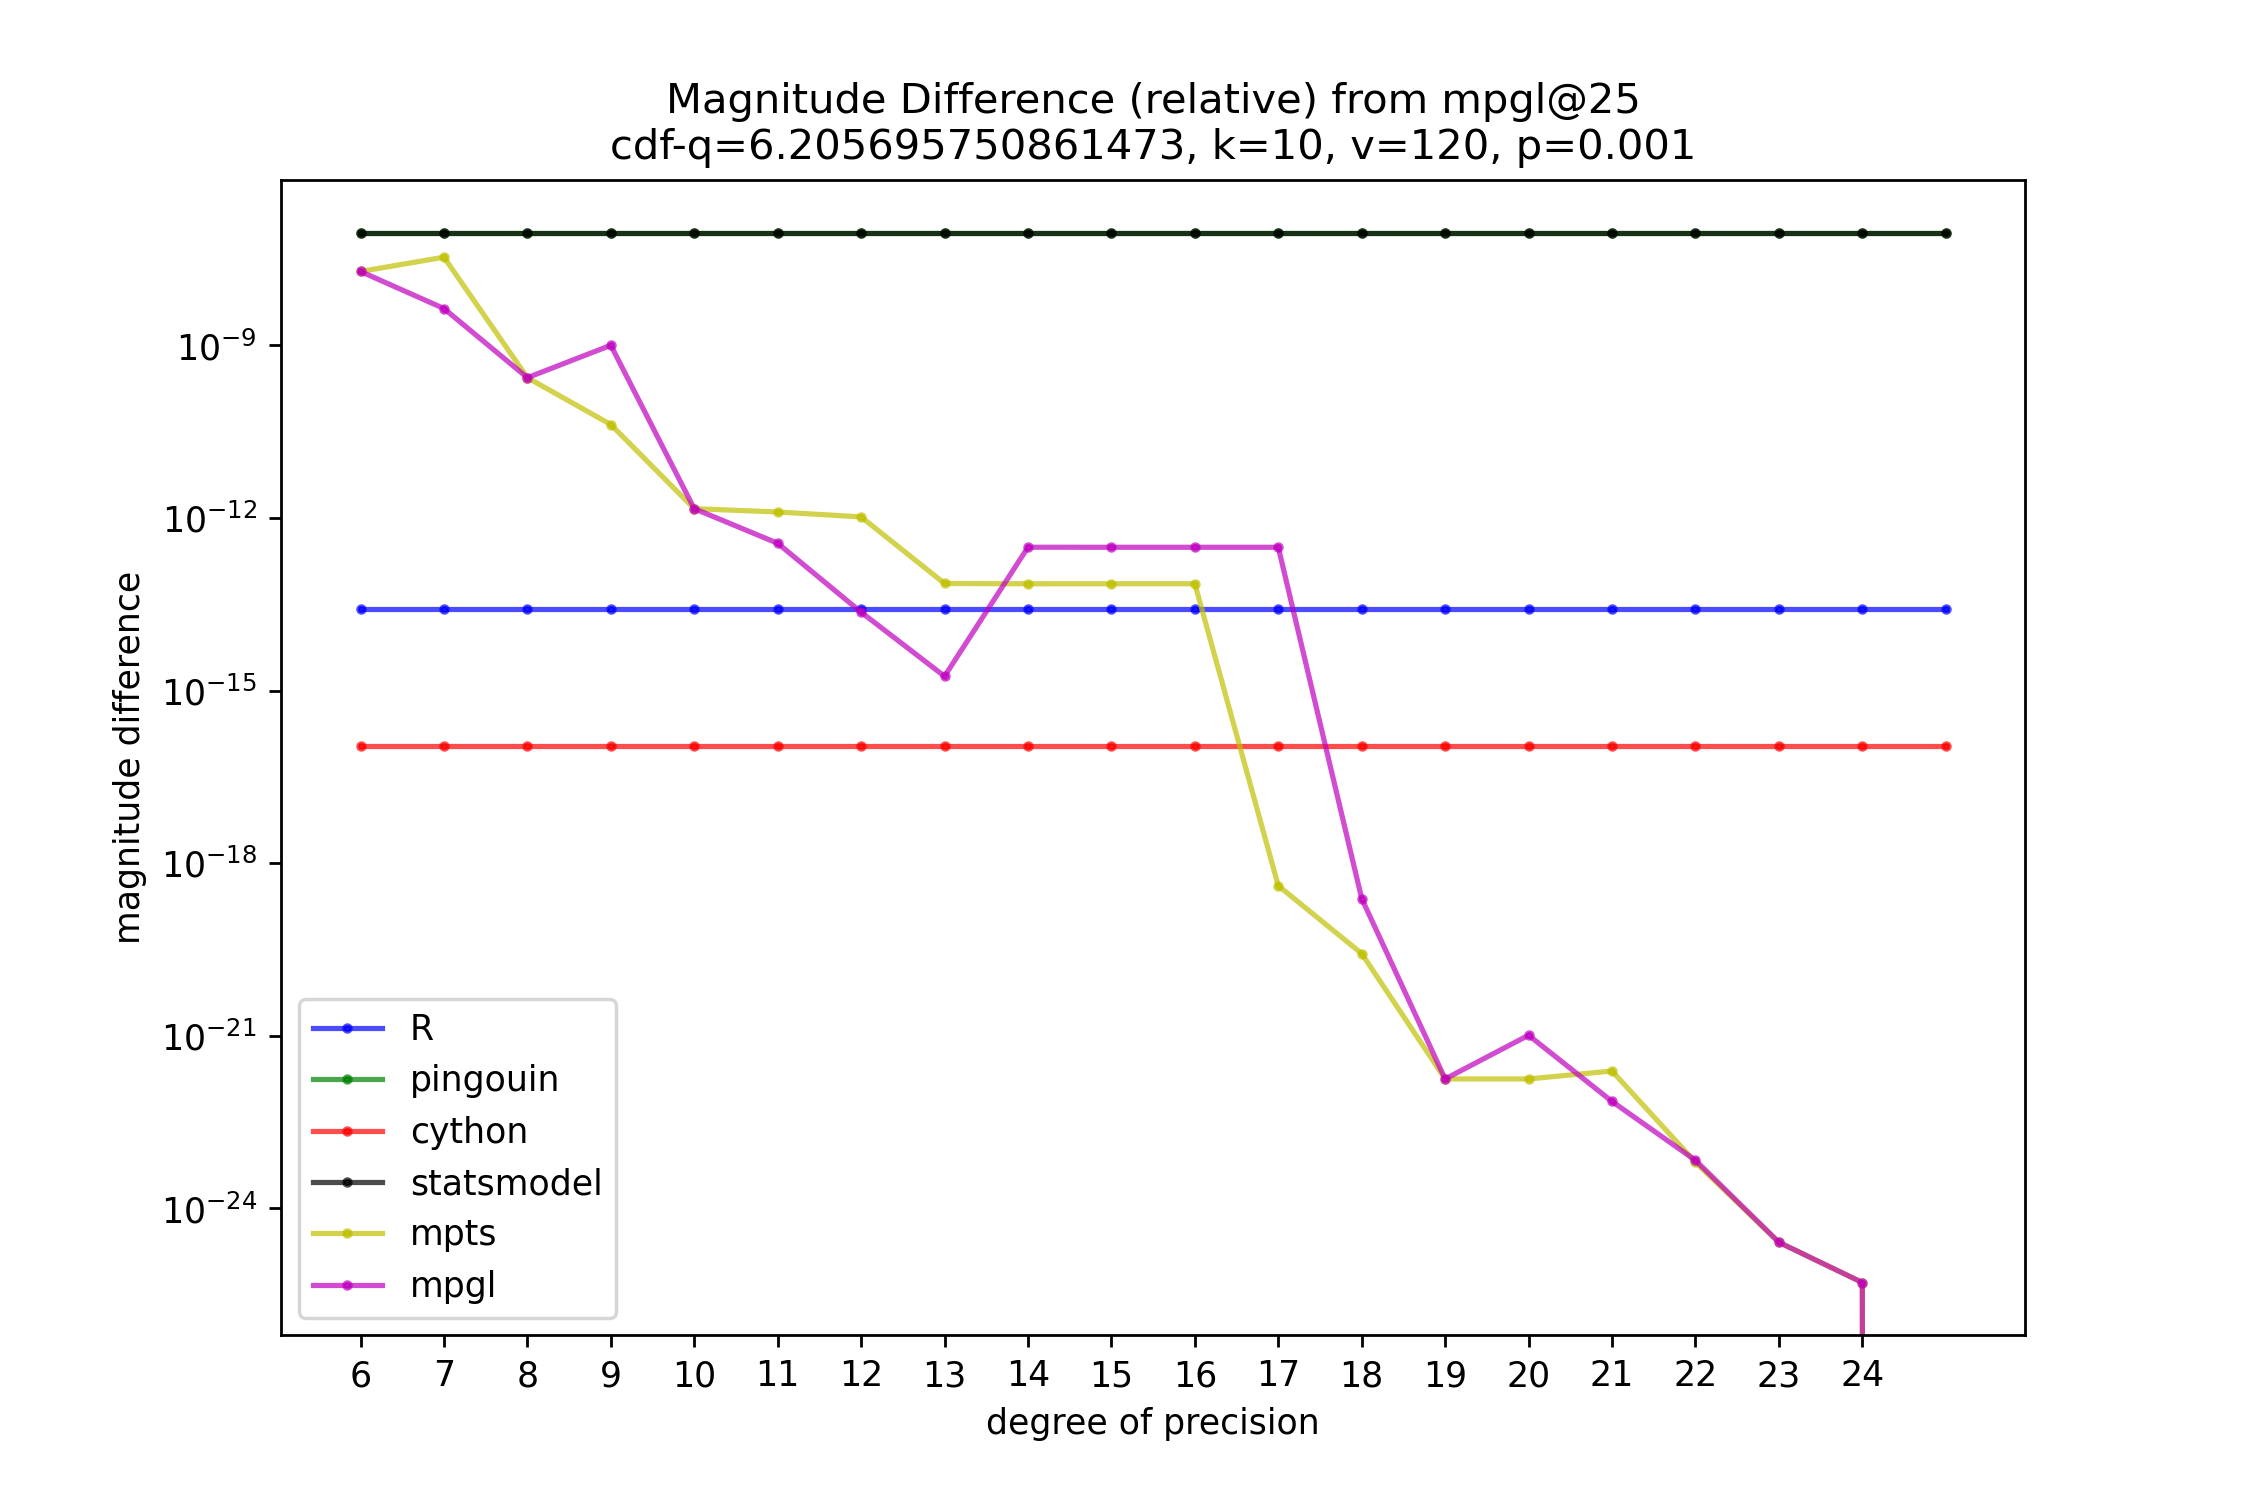 Magnitude Difference (relative) from mpgl@25
cdf-q=6.205695750861473, k=10, v=120, p=0.001
magnitude difference
10⁻⁹
10⁻¹²
10⁻¹⁵
10⁻¹⁸
10⁻²¹
10⁻²⁴
R
pingouin
cython
statsmodel
mpts
mpgl
6 7 8 9 10 11 12 13 14 15 16 17 18 19 20 21 22 23 24
degree of precision